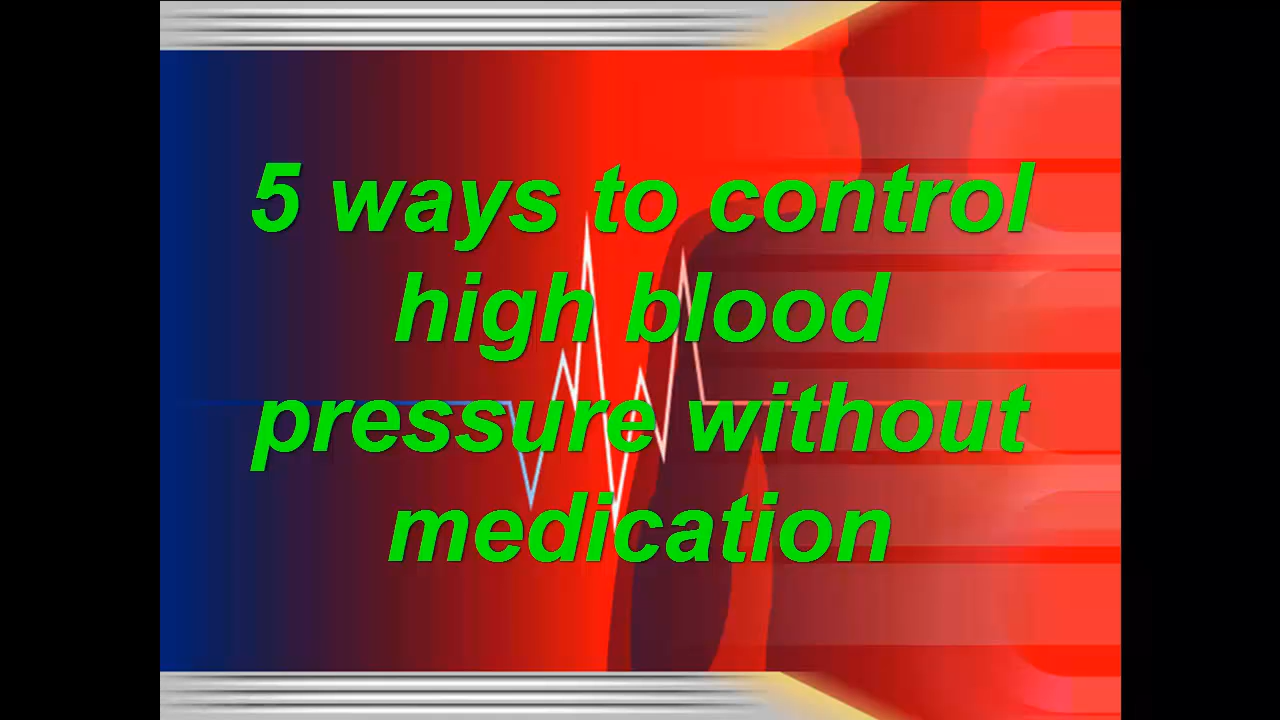 5 ways to control
high blood
pressure without
medication